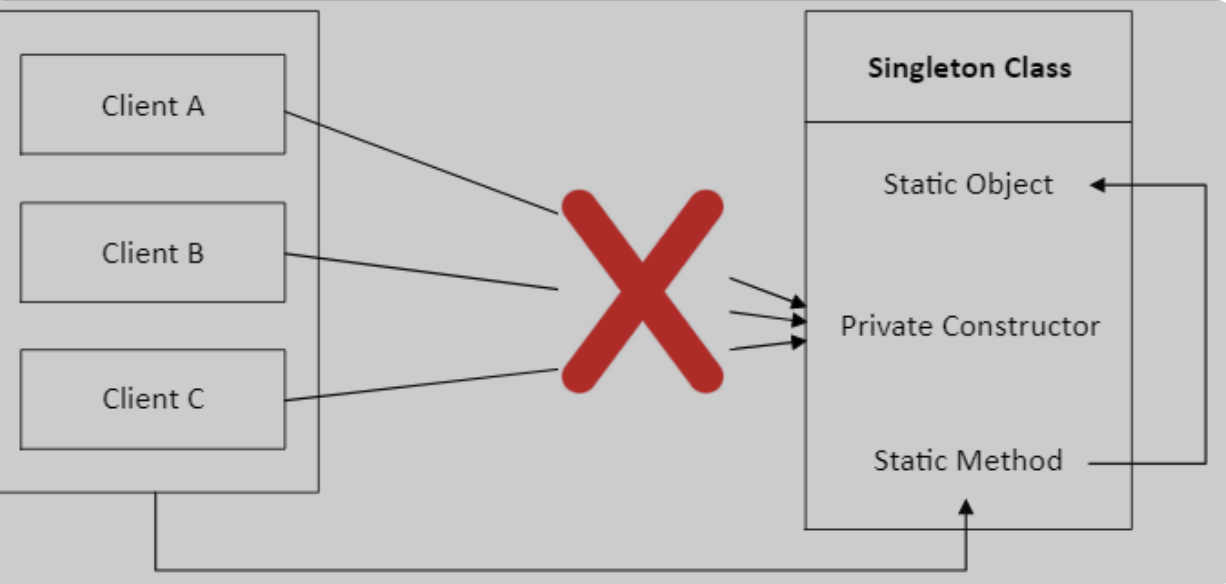 Client A
Client B
Client C
Singleton Class
Static Object
Private Constructor
Static Method